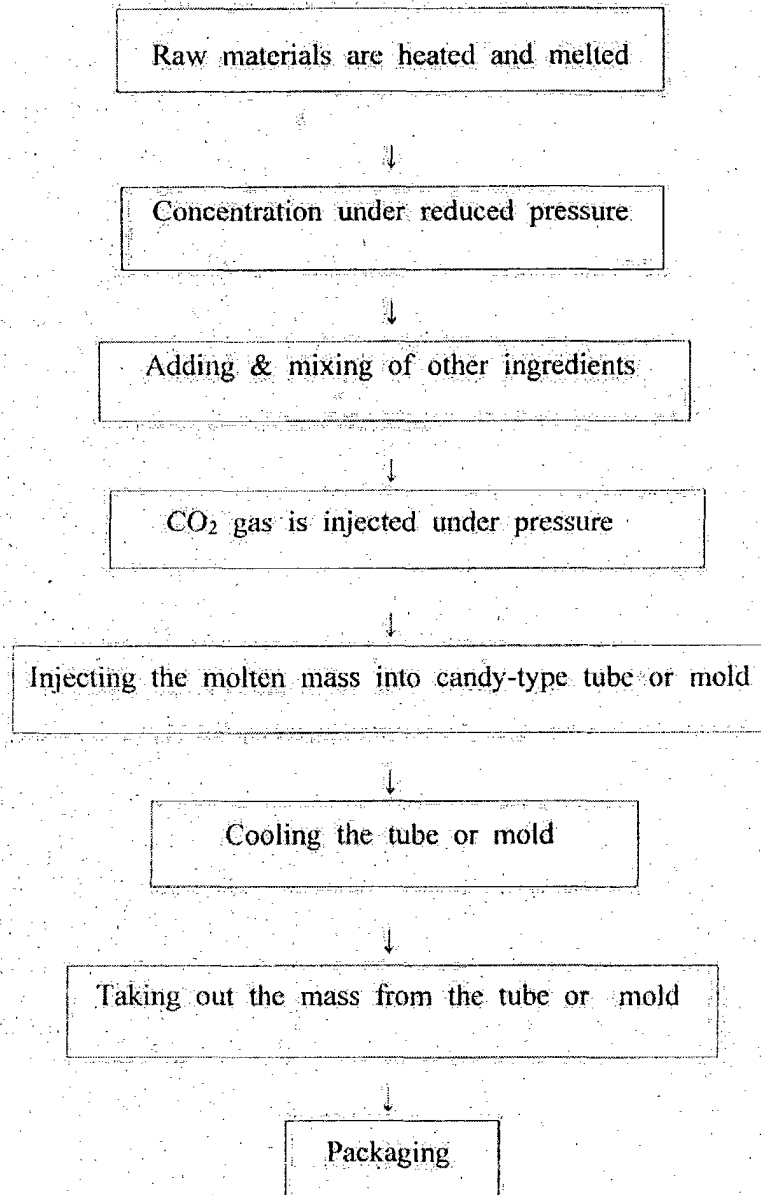 Raw materials are heated and melted
↓
Concentration under reduced pressure
↓
Adding & mixing of other ingredients
↓
CO₂ gas is injected under pressure
↓
Injecting the molten mass into candy-type tube or mold
↓
Cooling the tube or mold
↓
Taking out the mass from the tube or mold
↓
Packaging